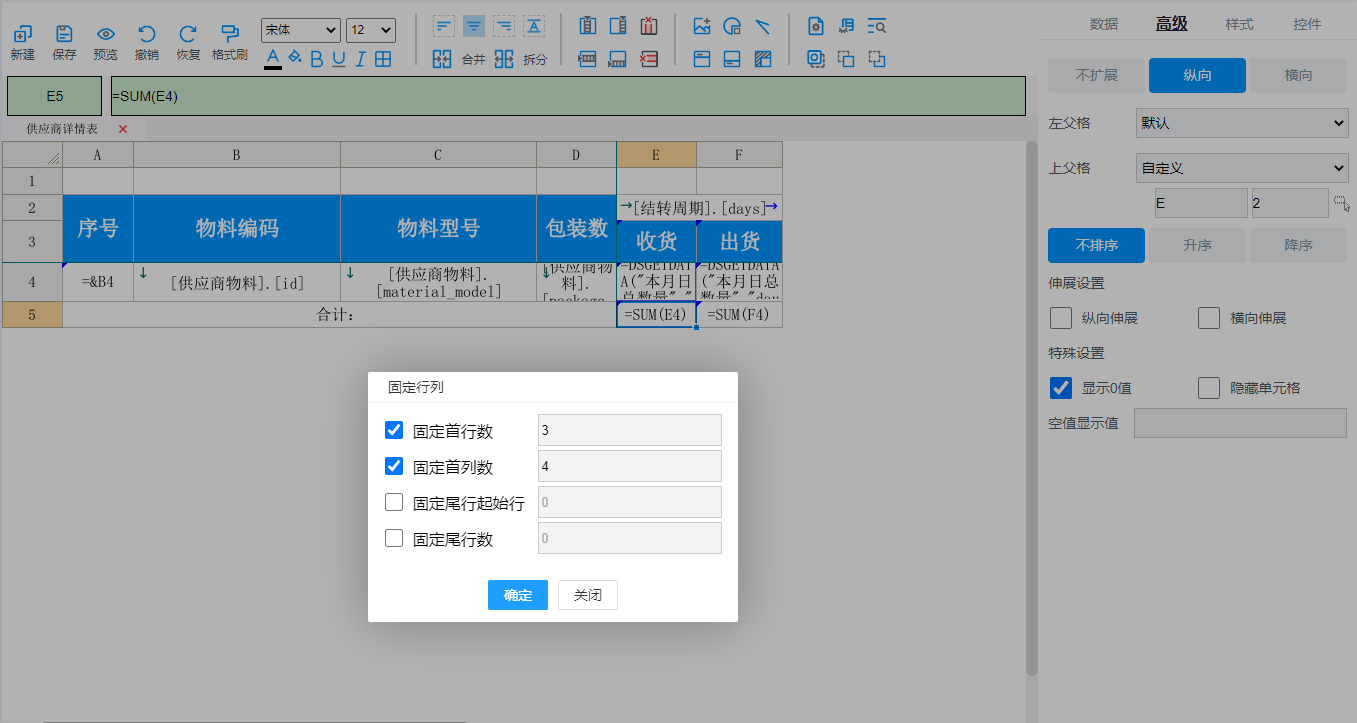 新建 保存 预览 撤销 恢复 格式刷
宋体 12
A B U I
合并 拆分
数据 高级 样式 控件
E5 =SUM(E4)
供应商详情表 ×
A B C D E F
1
2 序号 物料编码 物料型号 包装数 →[结转周期].[days]→
3 收货 出货
4 =&B4 ↓ [供应商物料].[id] ↓ [供应商物料].
[material_model]
↓ [供应商物
料].
[package
=DSGETDAT
A("本月日
总数量","
=DSGETDATA
("本月日总
数量","day
5 合计: =SUM(E4) =SUM(F4)
不扩展 纵向 横向
左父格 默认
上父格 自定义
E 2
不排序 升序 降序
伸展设置
纵向伸展 横向伸展
特殊设置
显示0值 隐藏单元格
空值显示值
固定行列
固定首行数 3
固定首列数 4
固定尾行起始行 0
固定尾行数 0
确定 关闭